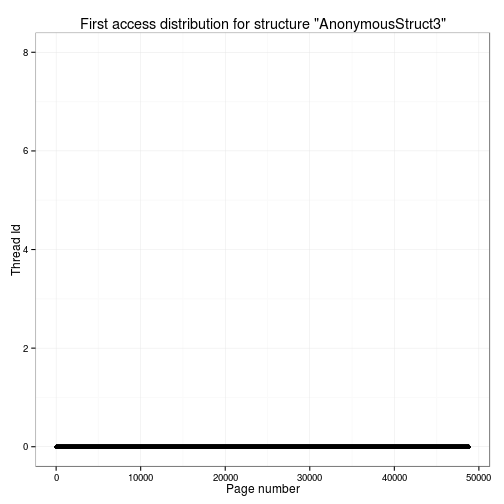 First access distribution for structure "AnonymousStruct3"
8
6
4
2
0
Thread Id
0 10000 20000 30000 40000 50000
Page number